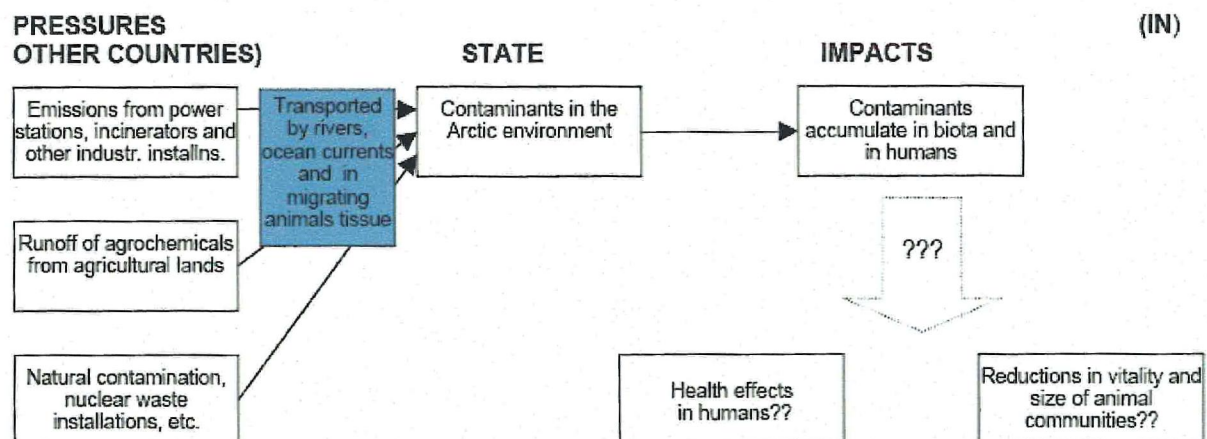 PRESSURES
(IN)
OTHER COUNTRIES)
STATE
IMPACTS
Emissions from power
stations, incinerators and
other industr. installns.
Transported
by rivers,
ocean currents
and in
migrating
animals tissue
Contaminants in the
Arctic environment
Contaminants
accumulate in biota and
in humans
Runoff of agrochemicals
from agricultural lands
???
Natural contamination,
nuclear waste
installations, etc.
Health effects
in humans??
Reductions in vitality and
size of animal
communities??